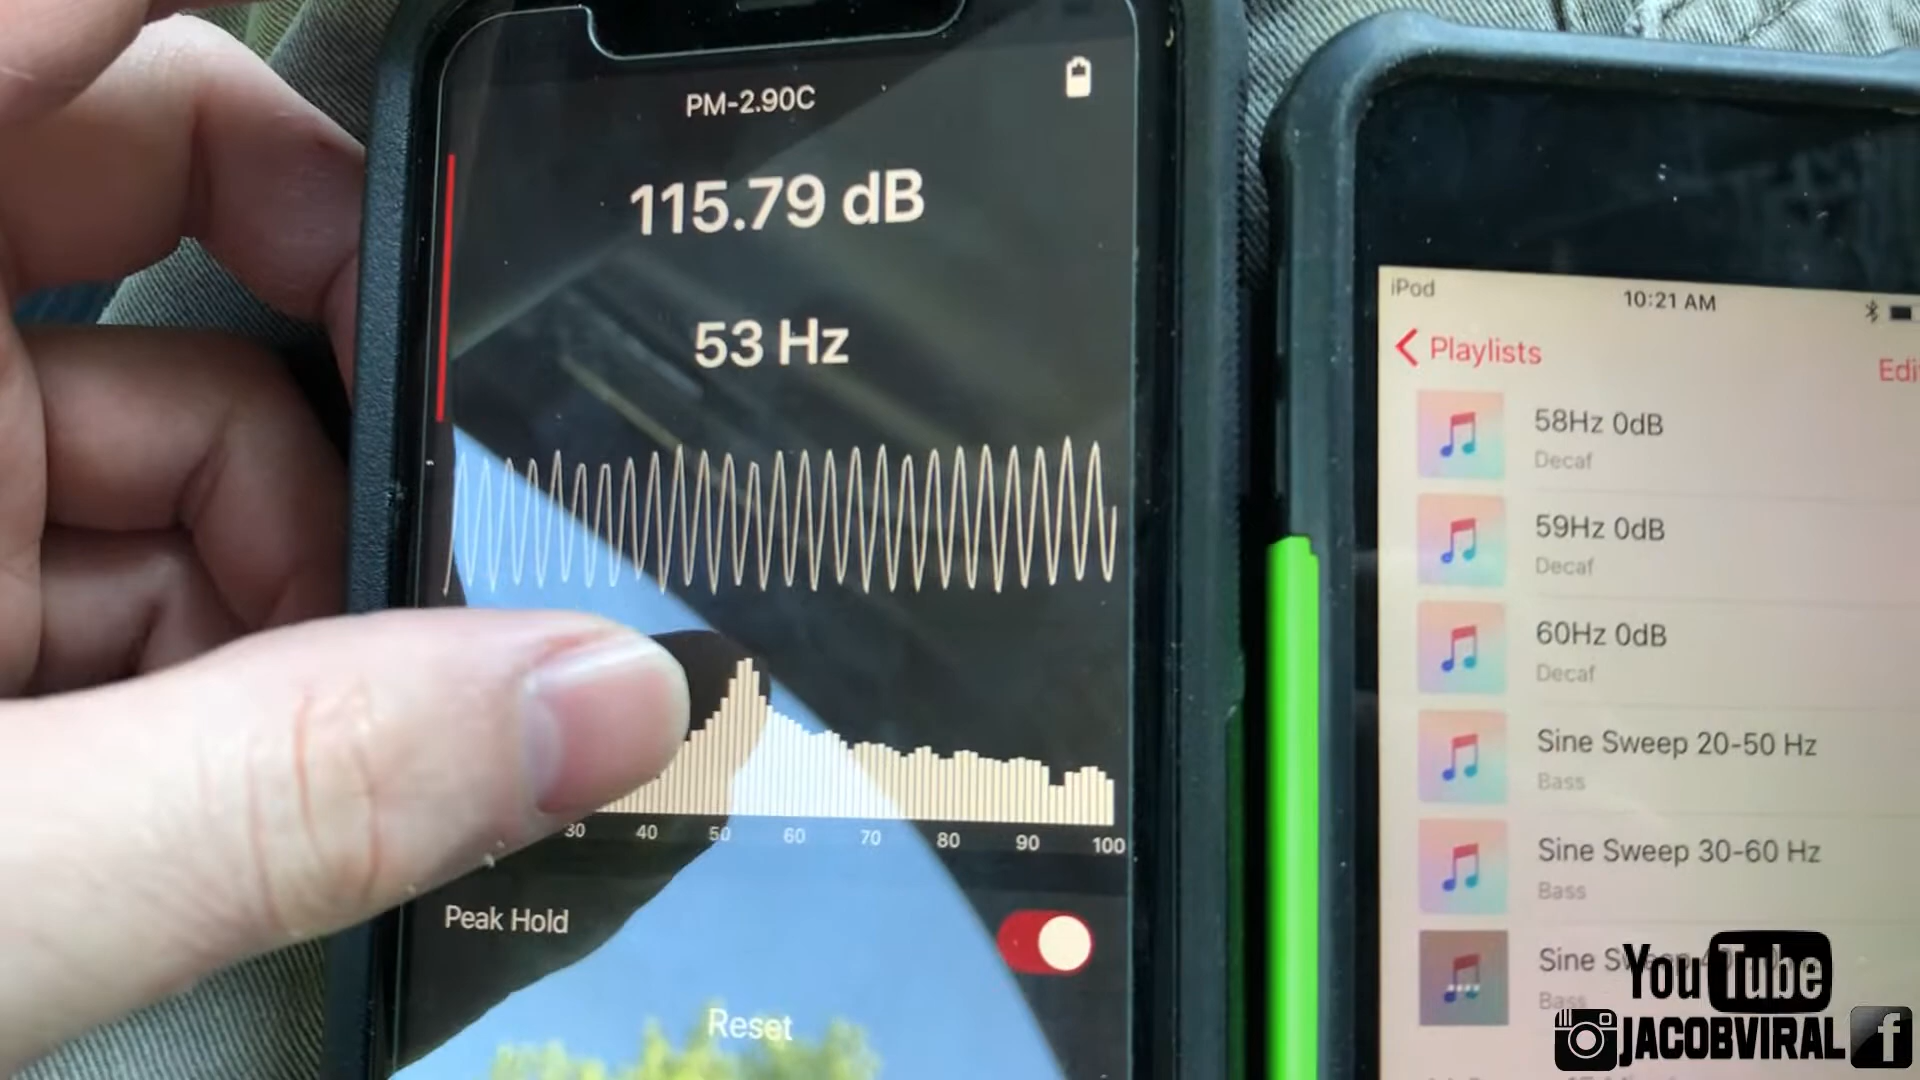 PM-2.90C
115.79 dB
53 Hz
30 40 50 60 70 80 90 100
Peak Hold
Reset
iPod
10:21 AM
Playlists
58Hz 0dB
Decaf
59Hz 0dB
Decaf
60Hz 0dB
Decaf
Sine Sweep 20-50 Hz
Bass
Sine Sweep 30-60 Hz
Bass
Sine
Bass
YouTube
JACOBVIRAL
f